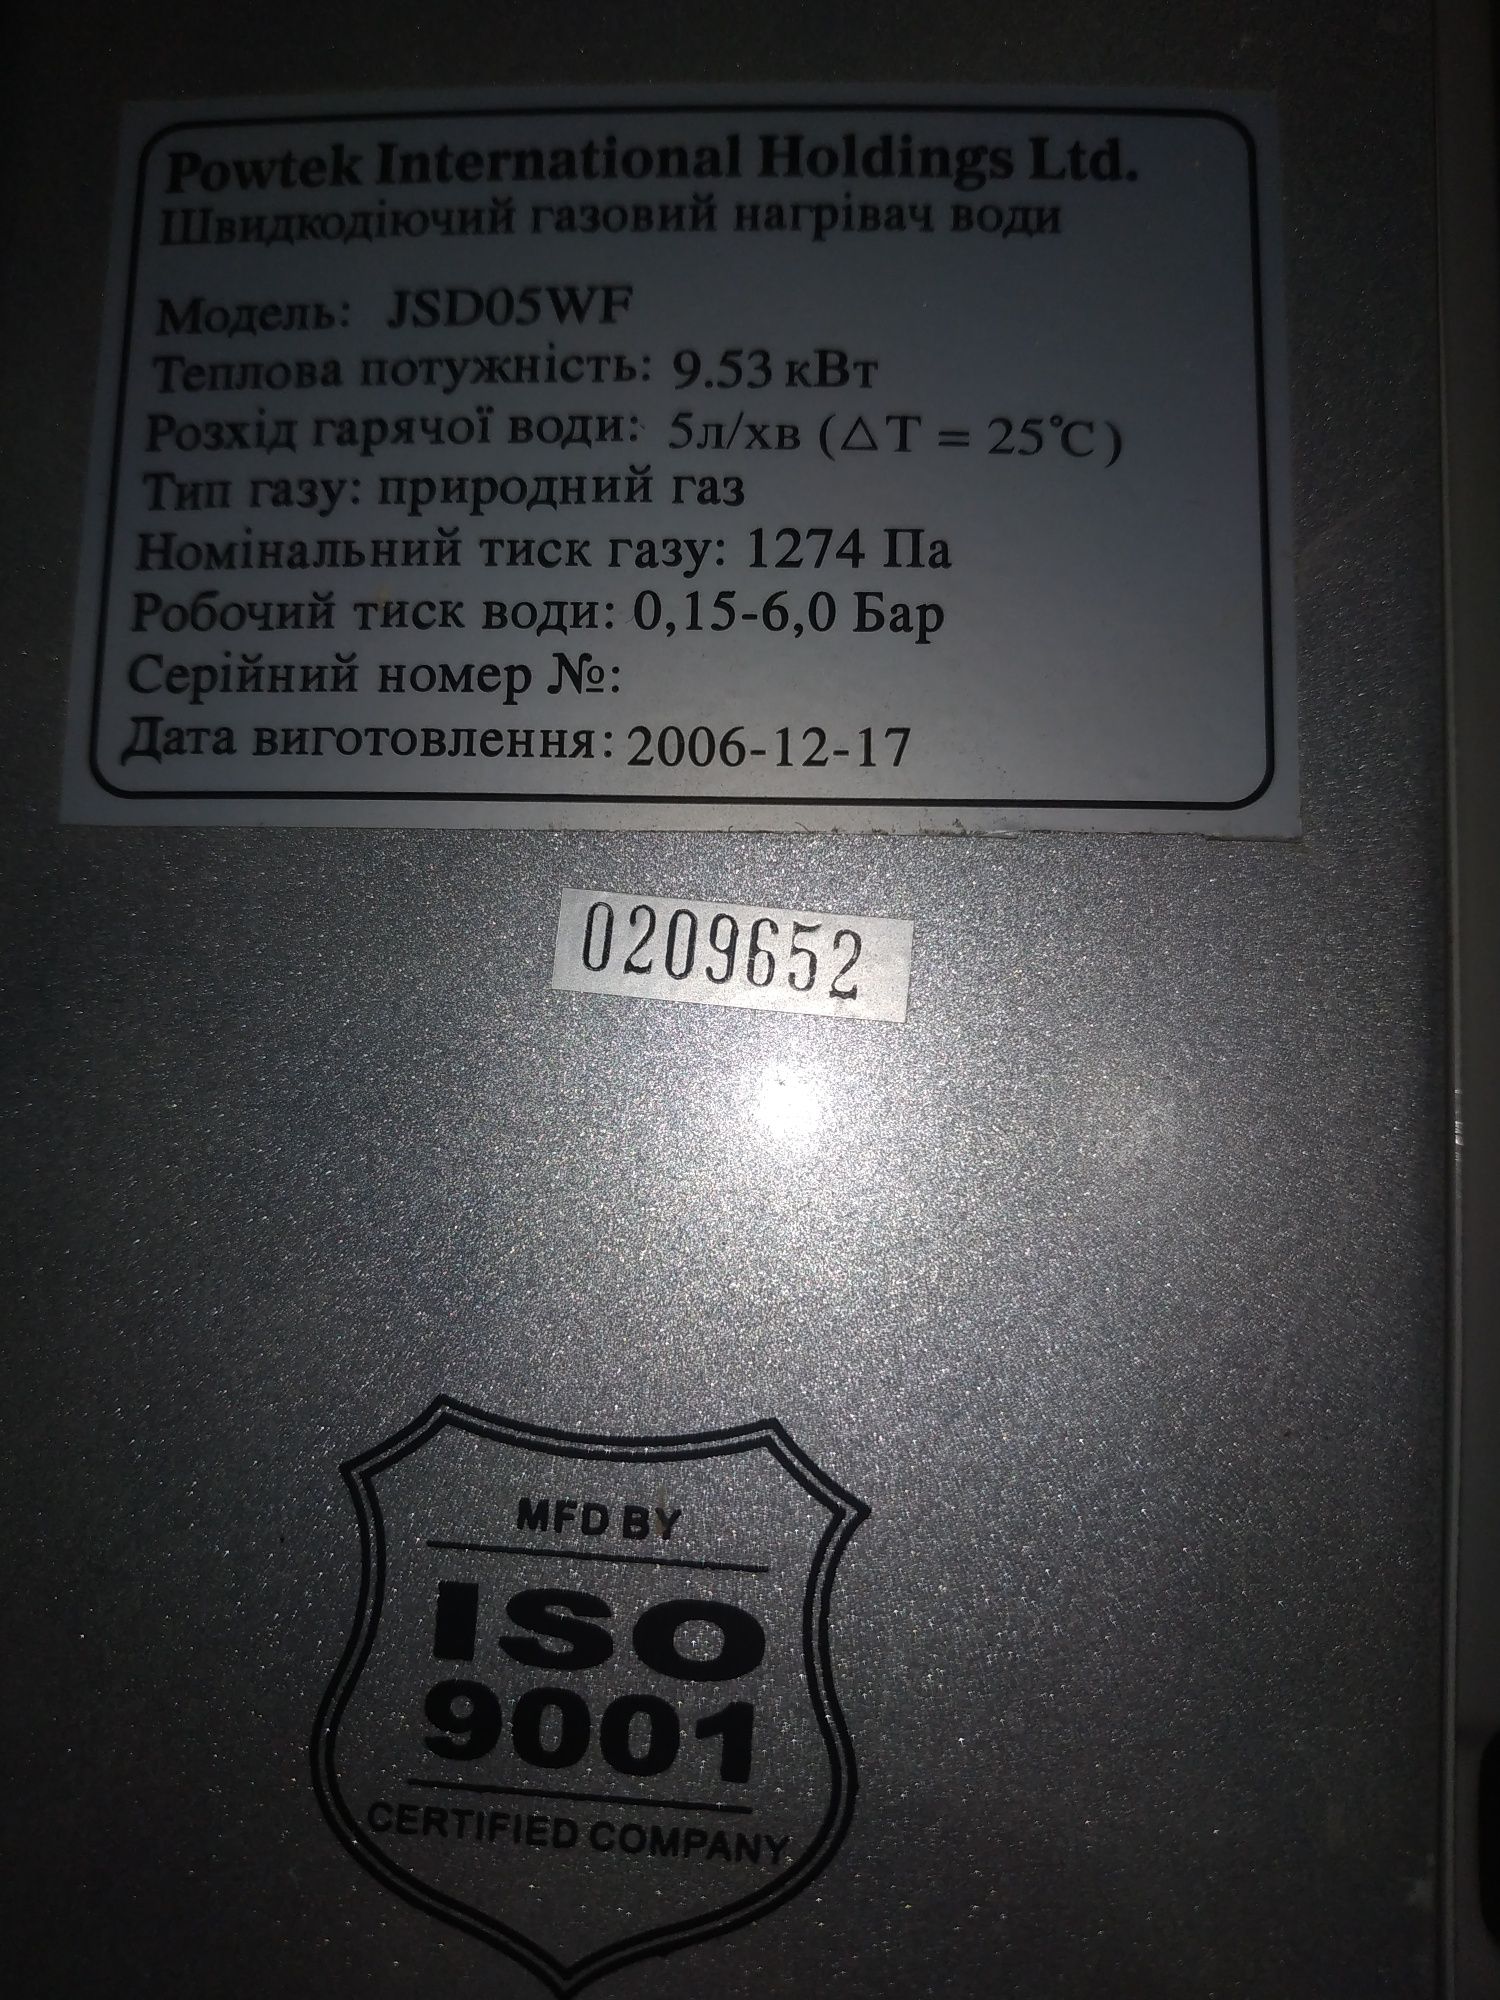 Powtek International Holdings Ltd.
Швидкодіючий газовий нагрівач води
Модель: JSD05WF
Теплова потужність: 9.53 кВт
Розхід гарячої води: 5л/хв (△T = 25℃)
Тип газу: природний газ
Номінальний тиск газу: 1274 Па
Робочий тиск води: 0,15-6,0 Бар
Серійний номер №:
Дата виготовлення: 2006-12-17
0209652
MFD BY
ISO
9001
CERTIFIED COMPANY